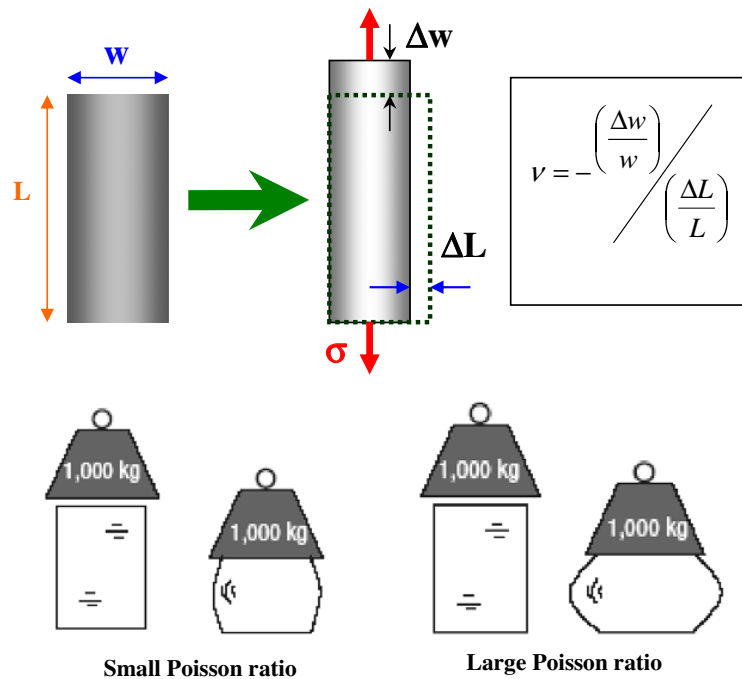 w
L
Δw
ΔL
σ
ν = -(Δw/w)/(ΔL/L)
1,000 kg
1,000 kg
1,000 kg
1,000 kg
Small Poisson ratio
Large Poisson ratio